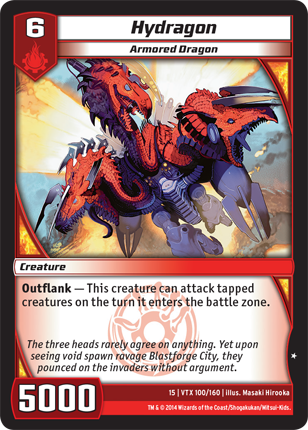 6
Hydragon
Armored Dragon
Creature
Outflank — This creature can attack tapped
creatures on the turn it enters the battle zone.
The three heads rarely agree on anything. Yet upon
seeing void spawn ravage Blastforge City, they
pounced on the invaders without argument.
5000
15 | VTX 100/160 | illus. Masaki Hirooka
TM & © 2014 Wizards of the Coast/Shogakukan/Mitsui-Kids.